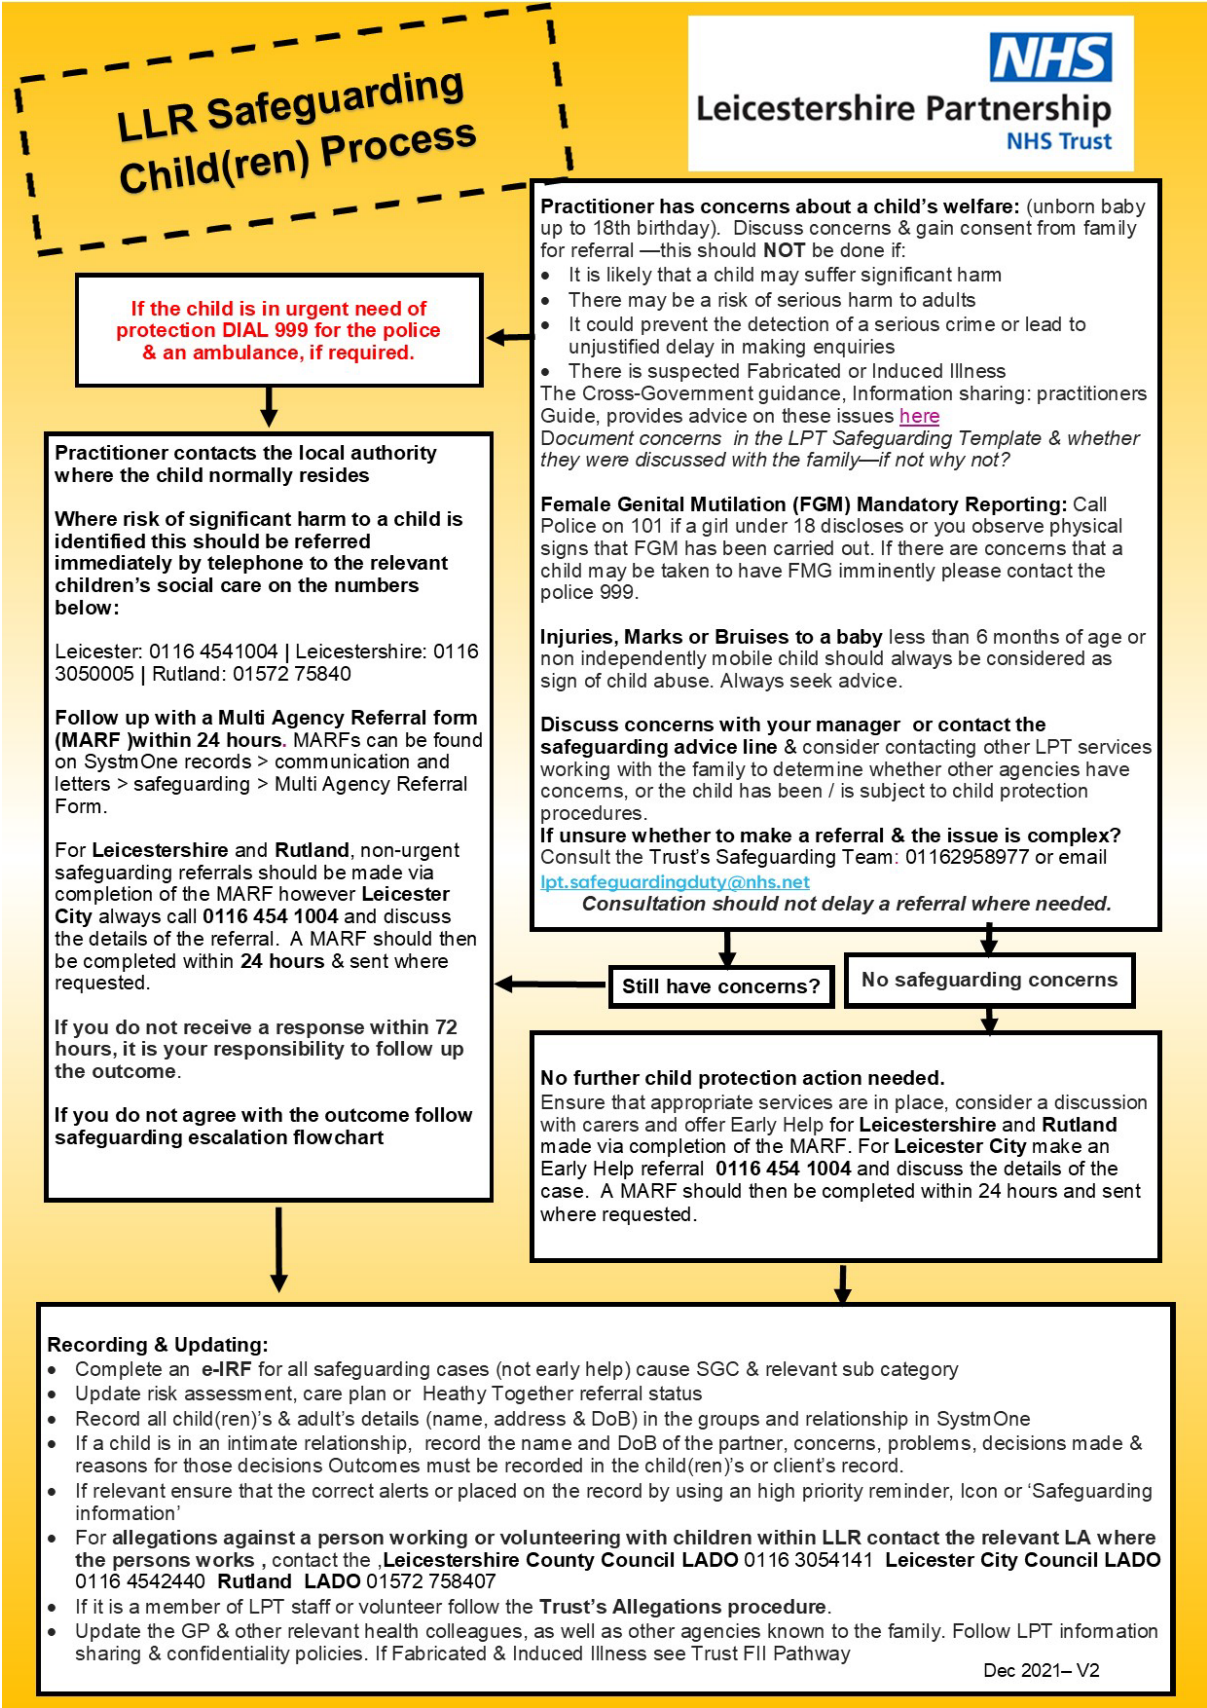 LLR Safeguarding
Child(ren) Process
NHS
Leicestershire Partnership
NHS Trust
Practitioner has concerns about a child's welfare: (unborn baby
up to 18th birthday).  Discuss concerns & gain consent from family
for referral —this should NOT be done if:
• It is likely that a child may suffer significant harm
• There may be a risk of serious harm to adults
• It could prevent the detection of a serious crime or lead to
unjustified delay in making enquiries
• There is suspected Fabricated or Induced Illness
The Cross-Government guidance, Information sharing: practitioners
Guide, provides advice on these issues here
Document concerns  in the LPT Safeguarding Template & whether
they were discussed with the family—if not why not?
Female Genital Mutilation (FGM) Mandatory Reporting: Call
Police on 101 if a girl under 18 discloses or you observe physical
signs that FGM has been carried out. If there are concerns that a
child may be taken to have FMG imminently please contact the
police 999.
Injuries, Marks or Bruises to a baby less than 6 months of age or
non independently mobile child should always be considered as
sign of child abuse. Always seek advice.
Discuss concerns with your manager  or contact the
safeguarding advice line & consider contacting other LPT services
working with the family to determine whether other agencies have
concerns, or the child has been / is subject to child protection
procedures.
If unsure whether to make a referral & the issue is complex?
Consult the Trust's Safeguarding Team: 01162958977 or email
lpt.safeguardingduty@nhs.net
Consultation should not delay a referral where needed.
If the child is in urgent need of
protection DIAL 999 for the police
& an ambulance, if required.
Practitioner contacts the local authority
where the child normally resides
Where risk of significant harm to a child is
identified this should be referred
immediately by telephone to the relevant
children's social care on the numbers
below:
Leicester: 0116 4541004 | Leicestershire: 0116
3050005 | Rutland: 01572 75840
Follow up with a Multi Agency Referral form
(MARF )within 24 hours. MARFs can be found
on SystmOne records > communication and
letters > safeguarding > Multi Agency Referral
Form.
For Leicestershire and Rutland, non-urgent
safeguarding referrals should be made via
completion of the MARF however Leicester
City always call 0116 454 1004 and discuss
the details of the referral.  A MARF should then
be completed within 24 hours & sent where
requested.
If you do not receive a response within 72
hours, it is your responsibility to follow up
the outcome.
If you do not agree with the outcome follow
safeguarding escalation flowchart
Still have concerns?
No safeguarding concerns
No further child protection action needed.
Ensure that appropriate services are in place, consider a discussion
with carers and offer Early Help for Leicestershire and Rutland
made via completion of the MARF. For Leicester City make an
Early Help referral  0116 454 1004 and discuss the details of the
case.  A MARF should then be completed within 24 hours and sent
where requested.
Recording & Updating:
• Complete an  e-IRF for all safeguarding cases (not early help) cause SGC & relevant sub category
• Update risk assessment, care plan or  Heathy Together referral status
• Record all child(ren)'s & adult's details (name, address & DoB) in the groups and relationship in SystmOne
• If a child is in an intimate relationship,  record the name and DoB of the partner, concerns, problems, decisions made &
reasons for those decisions Outcomes must be recorded in the child(ren)'s or client's record.
• If relevant ensure that the correct alerts or placed on the record by using an high priority reminder, Icon or 'Safeguarding
information'
• For allegations against a person working or volunteering with children within LLR contact the relevant LA where
the persons works , contact the ,Leicestershire County Council LADO 0116 3054141  Leicester City Council LADO
0116 4542440  Rutland  LADO 01572 758407
• If it is a member of LPT staff or volunteer follow the Trust's Allegations procedure.
• Update the GP & other relevant health colleagues, as well as other agencies known to the family. Follow LPT information
sharing & confidentiality policies. If Fabricated & Induced Illness see Trust FII Pathway
Dec 2021– V2